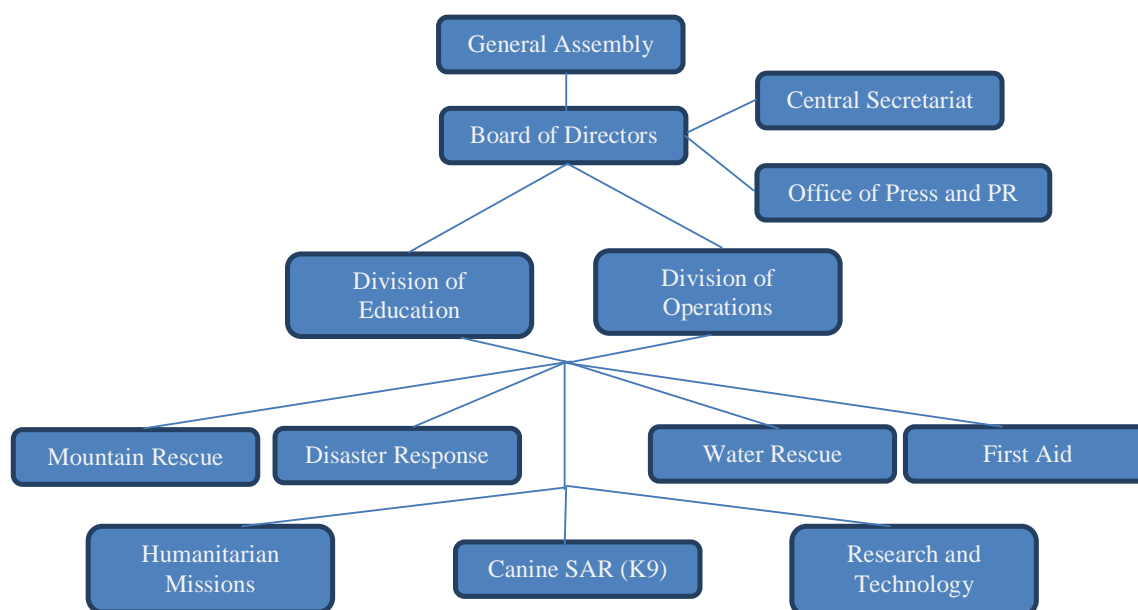 General Assembly
Central Secretariat
Board of Directors
Office of Press and PR
Division of
Education
Division of
Operations
Mountain Rescue
Disaster Response
Water Rescue
First Aid
Humanitarian
Missions
Canine SAR (K9)
Research and
Technology